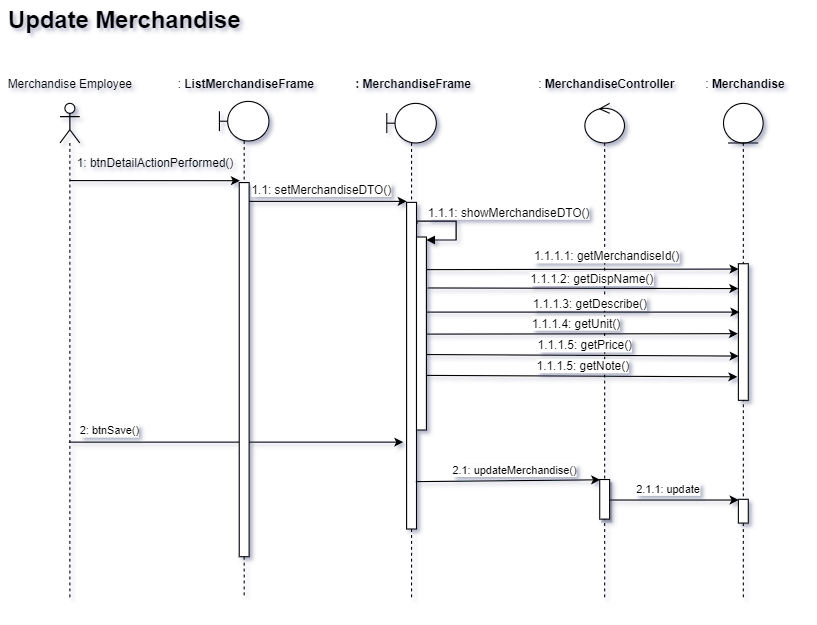 Update Merchandise
Merchandise Employee
: ListMerchandiseFrame
: MerchandiseFrame
: MerchandiseController
: Merchandise
1: btnDetailActionPerformed()
1.1: setMerchandiseDTO()
1.1.1: showMerchandiseDTO()
1.1.1.1: getMerchandiseId()
1.1.1.2: getDispName()
1.1.1.3: getDescribe()
1.1.1.4: getUnit()
1.1.1.5: getPrice()
1.1.1.5: getNote()
2: btnSave()
2.1: updateMerchandise()
2.1.1: update